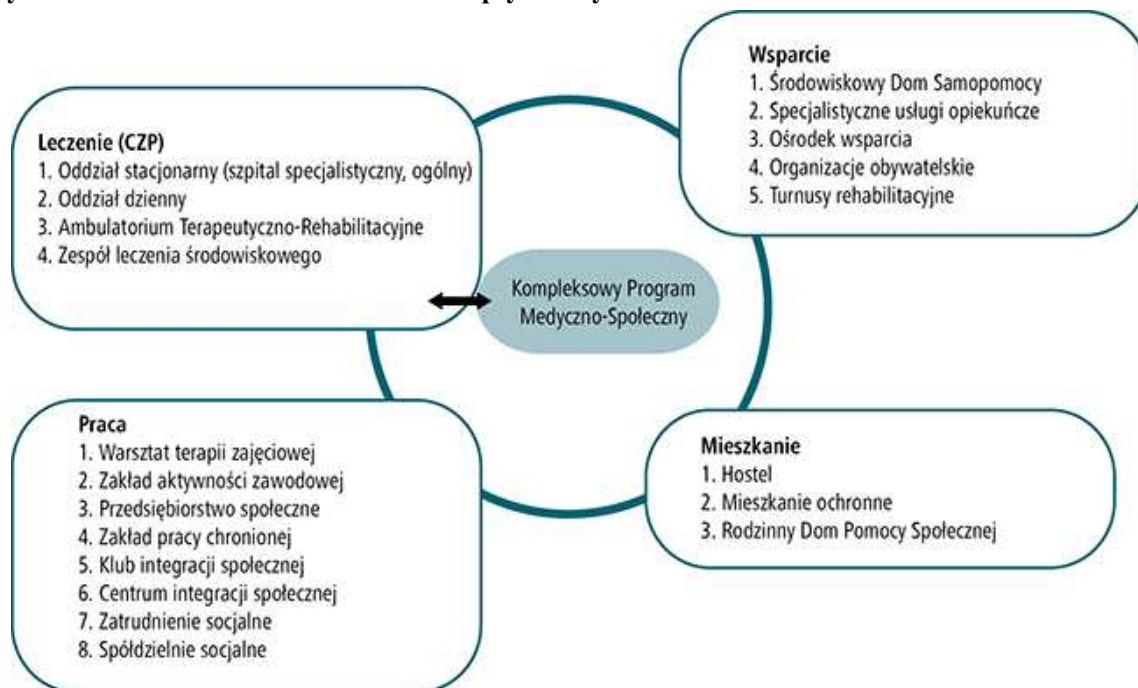 Leczenie (CZP)
1. Oddział stacjonarny (szpital specjalistyczny, ogólny)
2. Oddział dzienny
3. Ambulatorium Terapeutyczno-Rehabilitacyjne
4. Zespół leczenia środowiskowego
Wsparcie
1. Środowiskowy Dom Samopomocy
2. Specjalistyczne usługi opiekuńcze
3. Ośrodek wsparcia
4. Organizacje obywatelskie
5. Turnusy rehabilitacyjne
Kompleksowy Program
Medyczno-Społeczny
Praca
1. Warsztat terapii zajęciowej
2. Zakład aktywności zawodowej
3. Przedsiębiorstwo społeczne
4. Zakład pracy chronionej
5. Klub integracji społecznej
6. Centrum integracji społecznej
7. Zatrudnienie socjalne
8. Spółdzielnie socjalne
Mieszkanie
1. Hostel
2. Mieszkanie ochronne
3. Rodzinny Dom Pomocy Społecznej